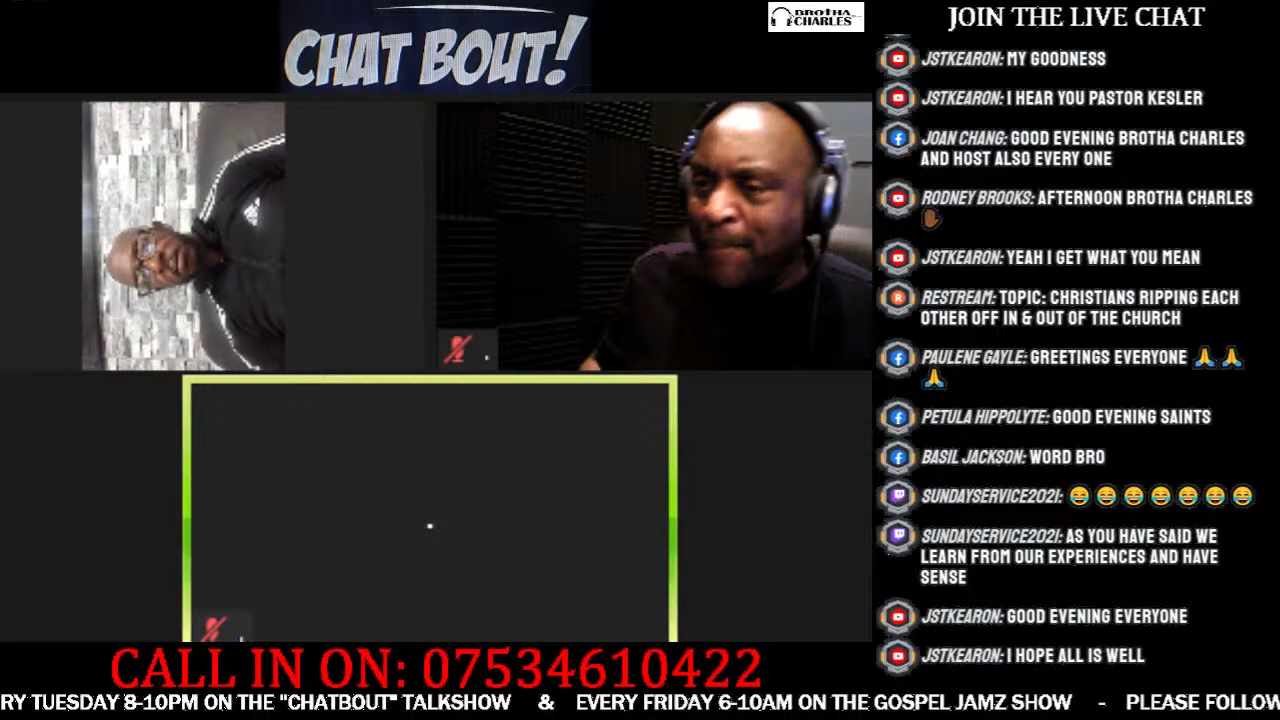 CHAT BOUT!
BROTHA
CHARLES
JOIN THE LIVE CHAT
JSTKEARON: MY GOODNESS
JSTKEARON: I HEAR YOU PASTOR KESLER
JOAN CHANG: GOOD EVENING BROTHA CHARLES
AND HOST ALSO EVERY ONE
RODNEY BROOKS: AFTERNOON BROTHA CHARLES
✋🏾
JSTKEARON: YEAH I GET WHAT YOU MEAN
R
RESTREAM: TOPIC: CHRISTIANS RIPPING EACH
OTHER OFF IN & OUT OF THE CHURCH
PAULENE GAYLE: GREETINGS EVERYONE 🙏 🙏
🙏
PETULA HIPPOLYTE: GOOD EVENING SAINTS
BASIL JACKSON: WORD BRO
SUNDAYSERVICE2021: 😂 😂 😂 😂 😂 😂 😂
SUNDAYSERVICE2021: AS YOU HAVE SAID WE
LEARN FROM OUR EXPERIENCES AND HAVE
SENSE
JSTKEARON: GOOD EVENING EVERYONE
JSTKEARON: I HOPE ALL IS WELL
CALL IN ON: 07534610422
RY TUESDAY 8-10PM ON THE "CHATBOUT" TALKSHOW & EVERY FRIDAY 6-10AM ON THE GOSPEL JAMZ SHOW - PLEASE FOLLOW